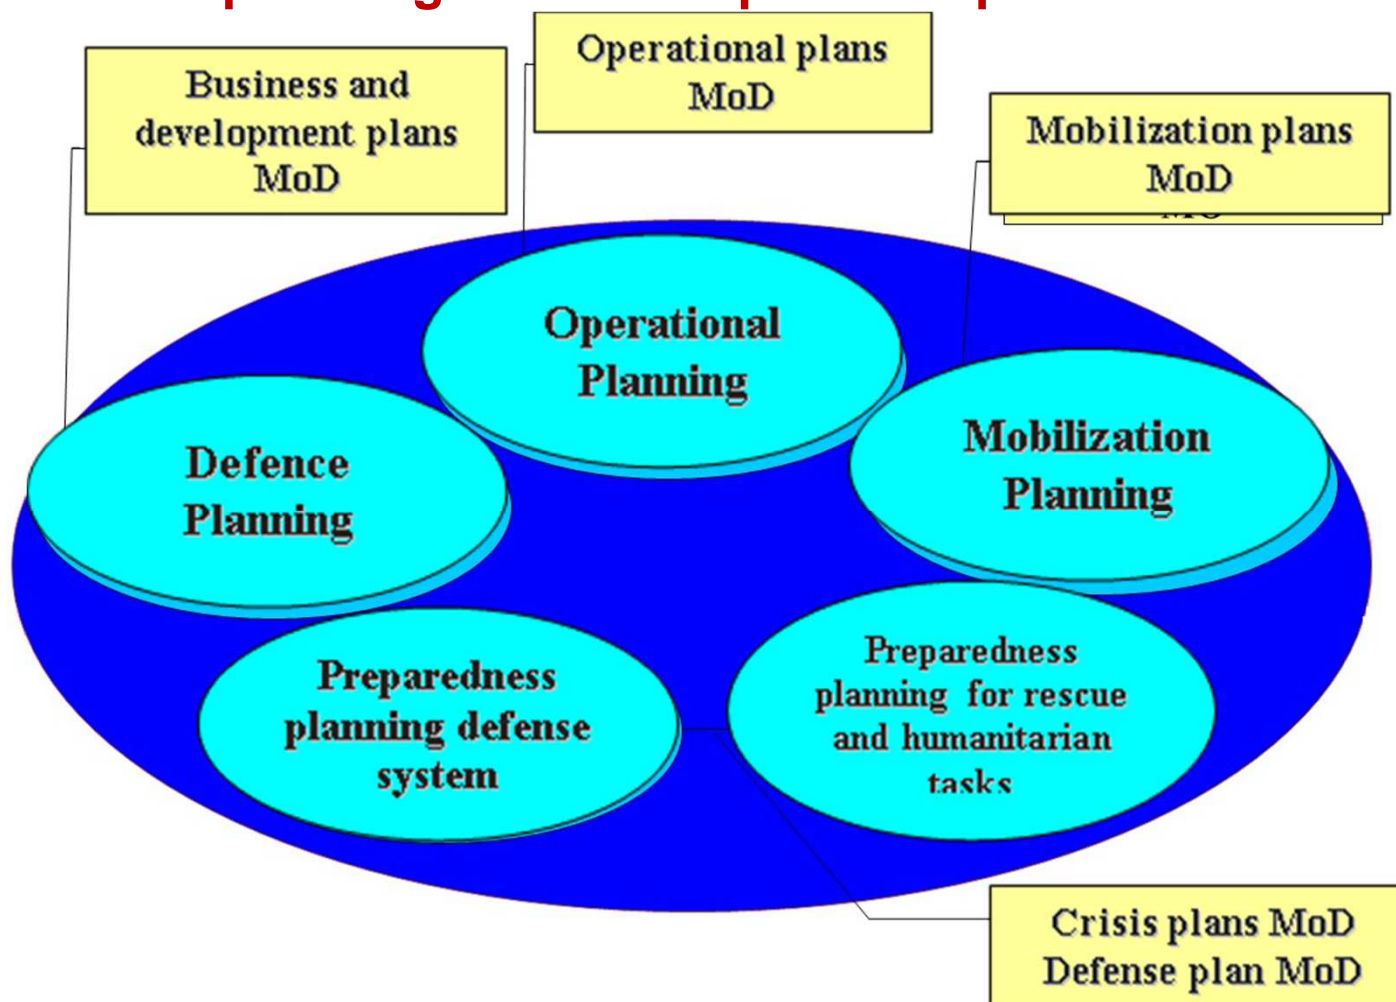 Operational plans
MoD
Business and
development plans
MoD
Mobilization plans
MoD
Operational
Planning
Mobilization
Planning
Defence
Planning
Preparedness
planning for rescue
and humanitarian
tasks
Preparedness
planning defense
system
Crisis plans MoD
Defense plan MoD